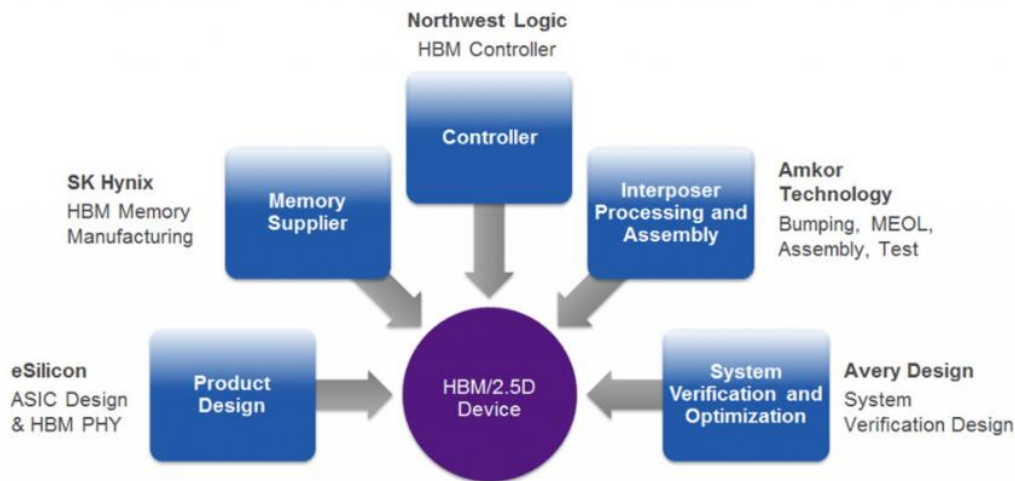 Northwest Logic
HBM Controller
Controller
SK Hynix
HBM Memory
Manufacturing
Memory
Supplier
Interposer
Processing and
Assembly
Amkor
Technology
Bumping, MEOL,
Assembly, Test
eSilicon
ASIC Design
& HBM PHY
Product
Design
HBM/2.5D
Device
System
Verification and
Optimization
Avery Design
System
Verification Design